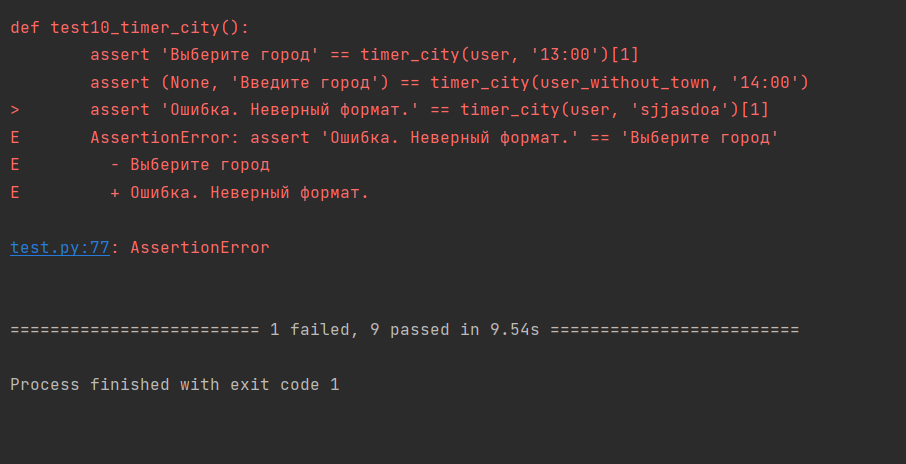 def test10_timer_city():
        assert 'Выберите город' == timer_city(user, '13:00')[1]
        assert (None, 'Введите город') == timer_city(user_without_town, '14:00')
>       assert 'Ошибка. Неверный формат.' == timer_city(user, 'sjjasdoa')[1]
E       AssertionError: assert 'Ошибка. Неверный формат.' == 'Выберите город'
E         - Выберите город
E         + Ошибка. Неверный формат.
test.py:77: AssertionError
========================= 1 failed, 9 passed in 9.54s =========================
Process finished with exit code 1